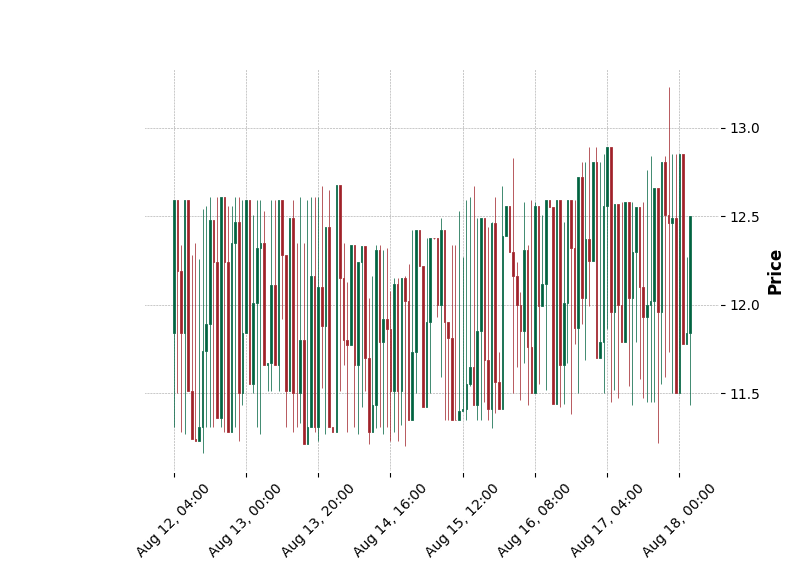 13.0
12.5
12.0
11.5
Price
Aug 12, 04:00
Aug 13, 00:00
Aug 13, 20:00
Aug 14, 16:00
Aug 15, 12:00
Aug 16, 08:00
Aug 17, 04:00
Aug 18, 00:00